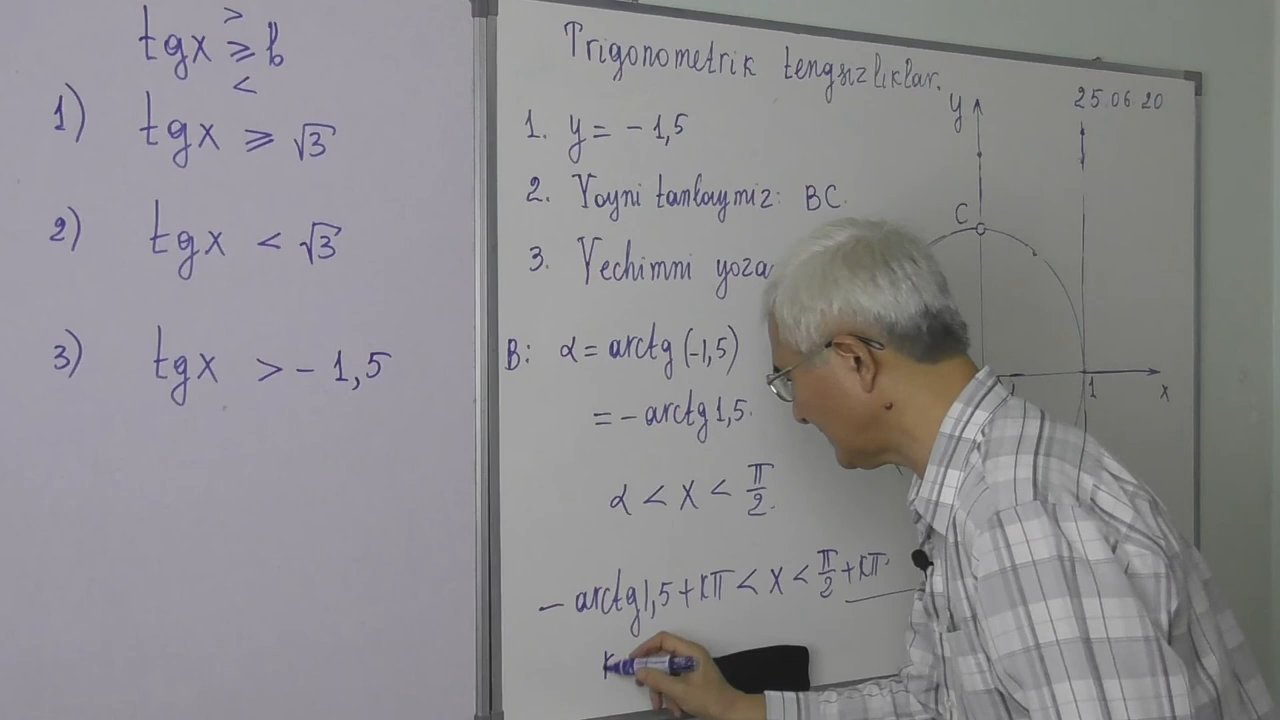 >
tgx ⩾ b
<
1) tgx ⩾ √3
2) tgx < √3
3) tgx > - 1,5
Trigonometrik tengsizliklar.
25.06.20
1. y = - 1,5
2. Yoyni tanlaymiz: BC.
3. Yechimni yoza
B: α = arctg (-1,5)
= - arctg 1,5.
α < x < π/2.
- arctg 1,5 + kπ < x < π/2 + kπ
k
y
C
1
x